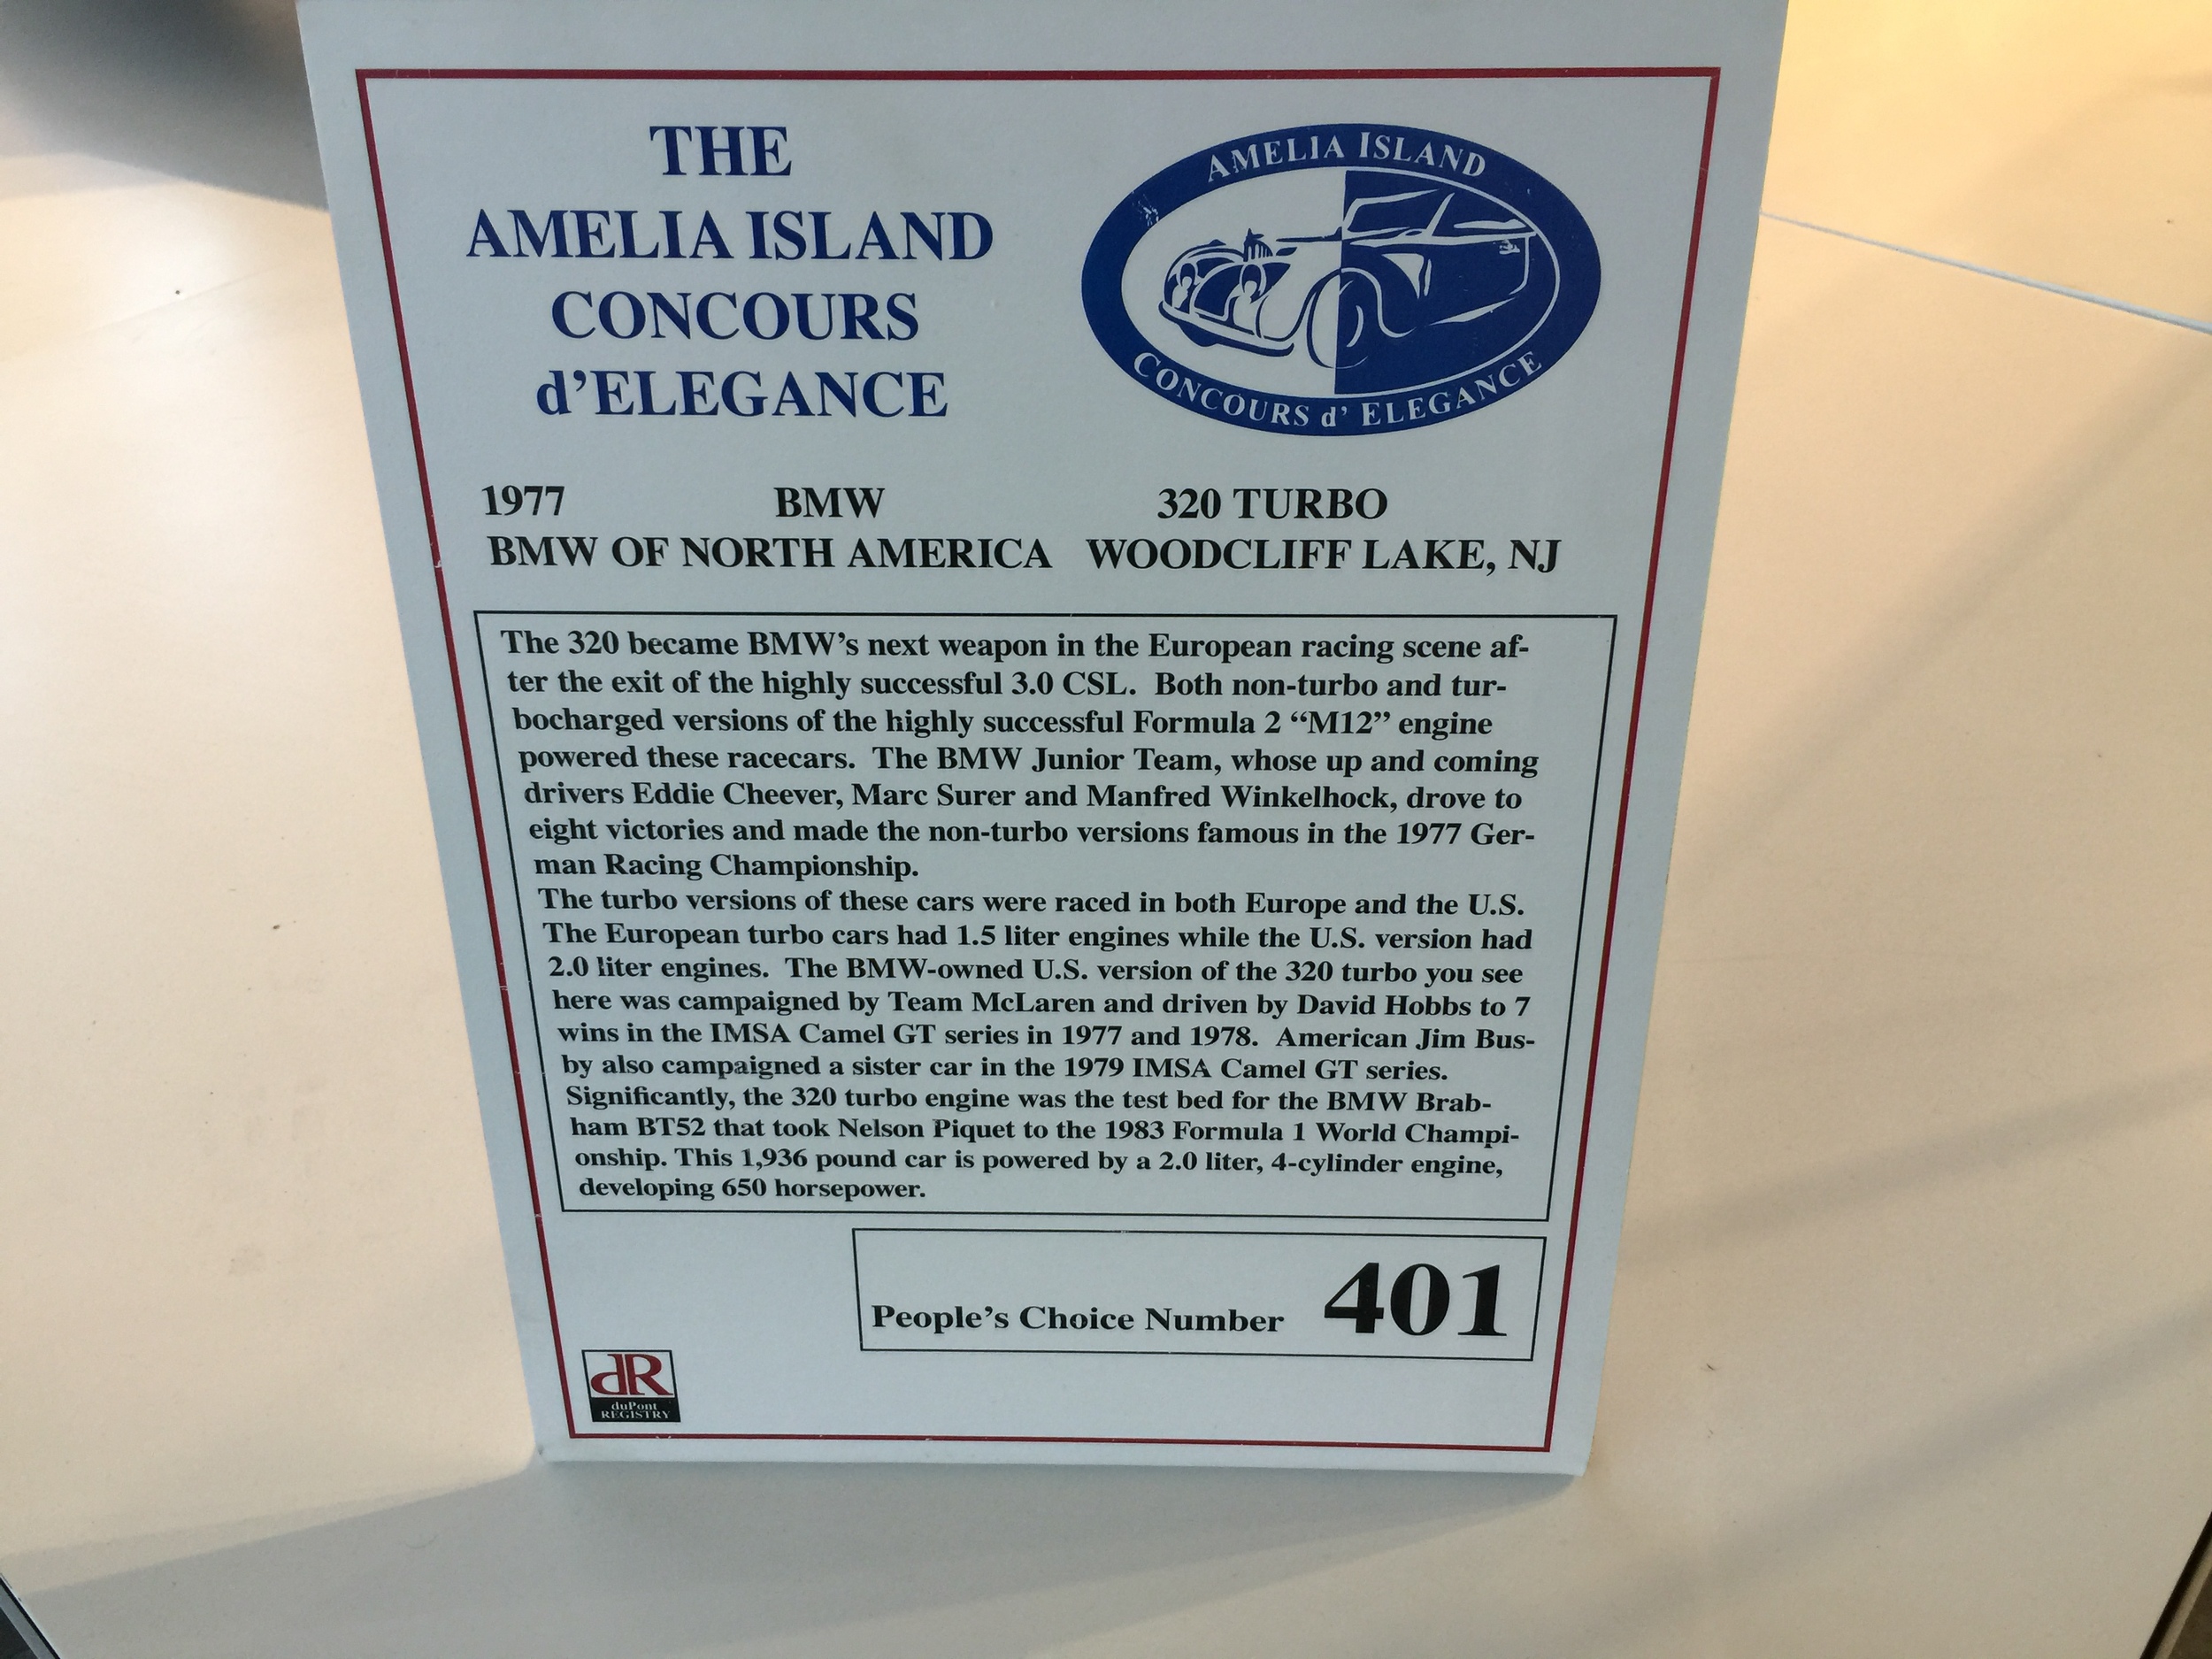 THE
AMELIA ISLAND
CONCOURS
d'ELEGANCE
AMELIA ISLAND
CONCOURS d' ELEGANCE
1977 BMW 320 TURBO
BMW OF NORTH AMERICA WOODCLIFF LAKE, NJ
The 320 became BMW's next weapon in the European racing scene af-
ter the exit of the highly successful 3.0 CSL. Both non-turbo and tur-
bocharged versions of the highly successful Formula 2 “M12” engine
powered these racecars. The BMW Junior Team, whose up and coming
drivers Eddie Cheever, Marc Surer and Manfred Winkelhock, drove to
eight victories and made the non-turbo versions famous in the 1977 Ger-
man Racing Championship.
The turbo versions of these cars were raced in both Europe and the U.S.
The European turbo cars had 1.5 liter engines while the U.S. version had
2.0 liter engines. The BMW-owned U.S. version of the 320 turbo you see
here was campaigned by Team McLaren and driven by David Hobbs to 7
wins in the IMSA Camel GT series in 1977 and 1978. American Jim Bus-
by also campaigned a sister car in the 1979 IMSA Camel GT series.
Significantly, the 320 turbo engine was the test bed for the BMW Brab-
ham BT52 that took Nelson Piquet to the 1983 Formula 1 World Champi-
onship. This 1,936 pound car is powered by a 2.0 liter, 4-cylinder engine,
developing 650 horsepower.
People's Choice Number 401
dR
duPont
REGISTRY